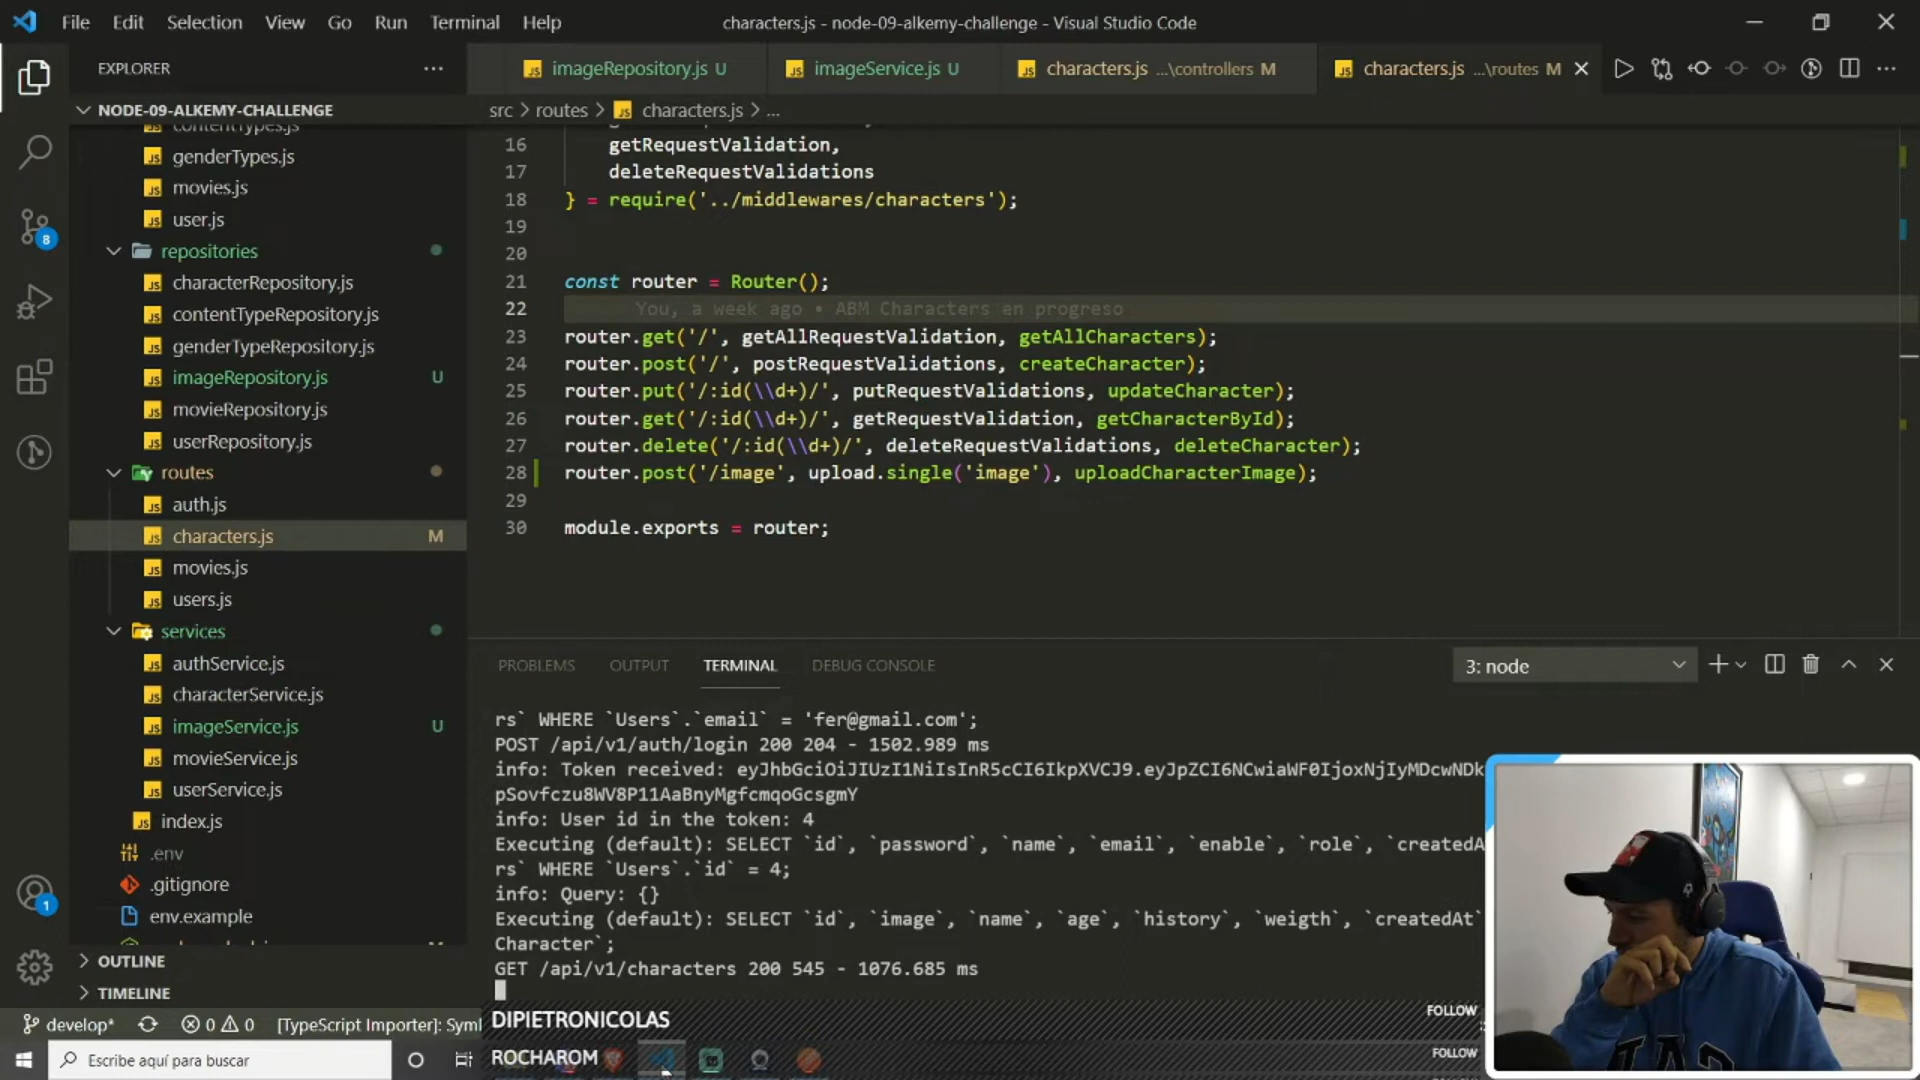 File Edit Selection View Go Run Terminal Help
characters.js - node-09-alkemy-challenge - Visual Studio Code
EXPLORER
imageRepository.js U
imageService.js U
characters.js ...\controllers M
characters.js ...\routes M
NODE-09-ALKEMY-CHALLENGE
src > routes > characters.js > ...
contentTypes.js
genderTypes.js
movies.js
user.js
repositories
characterRepository.js
contentTypeRepository.js
genderTypeRepository.js
imageRepository.js U
movieRepository.js
userRepository.js
routes
auth.js
characters.js M
movies.js
users.js
services
authService.js
characterService.js
imageService.js U
movieService.js
userService.js
index.js
.env
.gitignore
env.example
OUTLINE
TIMELINE
8
1
16 getRequestValidation,
17 deleteRequestValidations
18 } = require('../middlewares/characters');
19
20
21 const router = Router();
22 You, a week ago • ABM Characters en progreso
23 router.get('/', getAllRequestValidation, getAllCharacters);
24 router.post('/', postRequestValidations, createCharacter);
25 router.put('/:id(\\d+)/', putRequestValidations, updateCharacter);
26 router.get('/:id(\\d+)/', getRequestValidation, getCharacterById);
27 router.delete('/:id(\\d+)/', deleteRequestValidations, deleteCharacter);
28 router.post('/image', upload.single('image'), uploadCharacterImage);
29
30 module.exports = router;
PROBLEMS OUTPUT TERMINAL DEBUG CONSOLE
3: node
rs` WHERE `Users`.`email` = 'fer@gmail.com';
POST /api/v1/auth/login 200 204 - 1502.989 ms
info: Token received: eyJhbGciOiJIUzI1NiIsInR5cCI6IkpXVCJ9.eyJpZCI6NCwiaWF0IjoxNjIyMDcwNDk
pSovfczu8WV8P11AaBnyMgfcmqoGcsgmY
info: User id in the token: 4
Executing (default): SELECT `id`, `password`, `name`, `email`, `enable`, `role`, `createdA
rs` WHERE `Users`.`id` = 4;
info: Query: {}
Executing (default): SELECT `id`, `image`, `name`, `age`, `history`, `weigth`, `createdAt`
Character`;
GET /api/v1/characters 200 545 - 1076.685 ms
develop* 0 0 [TypeScript Importer]: Syml
DIPIETRONICOLAS FOLLOW
Escribe aquí para buscar
ROCHAROM FOLLOW